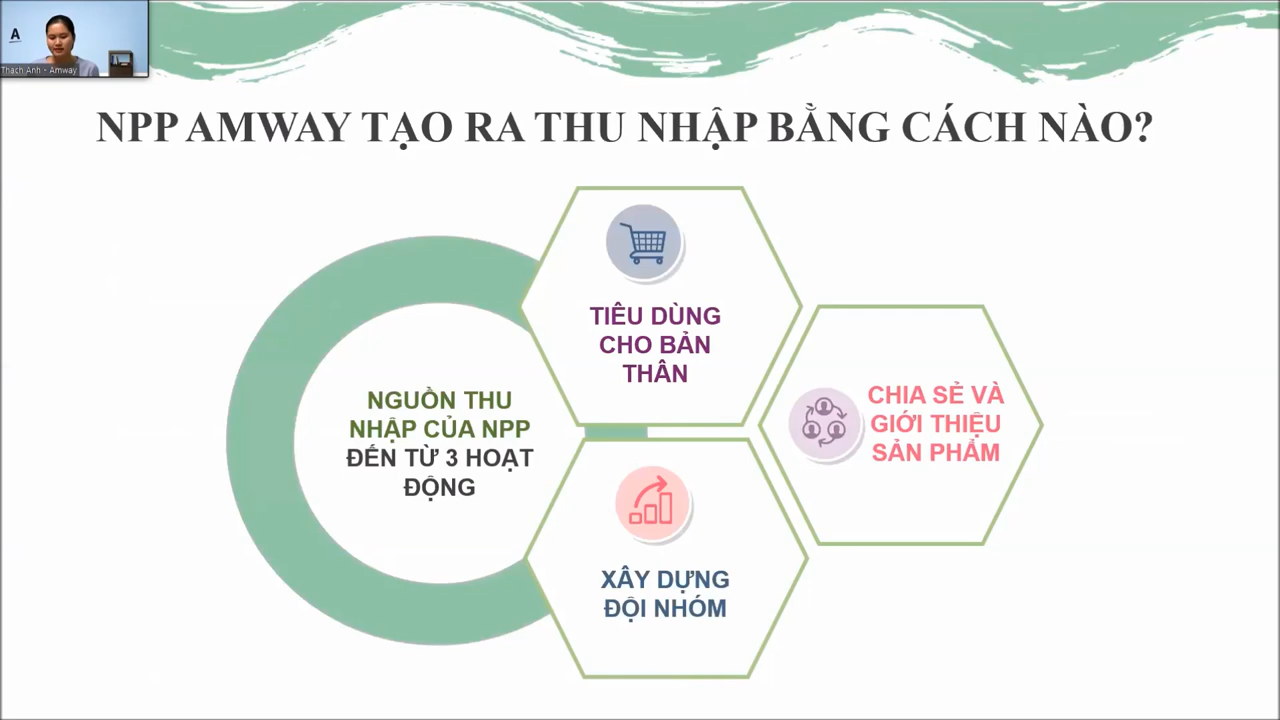 A
Thach Anh - Amway
NPP AMWAY TẠO RA THU NHẬP BẰNG CÁCH NÀO?
TIÊU DÙNG
CHO BẢN
THÂN
CHIA SẺ VÀ
GIỚI THIỆU
SẢN PHẨM
NGUỒN THU
NHẬP CỦA NPP
ĐẾN TỪ 3 HOẠT
ĐỘNG
XÂY DỰNG
ĐỘI NHÓM